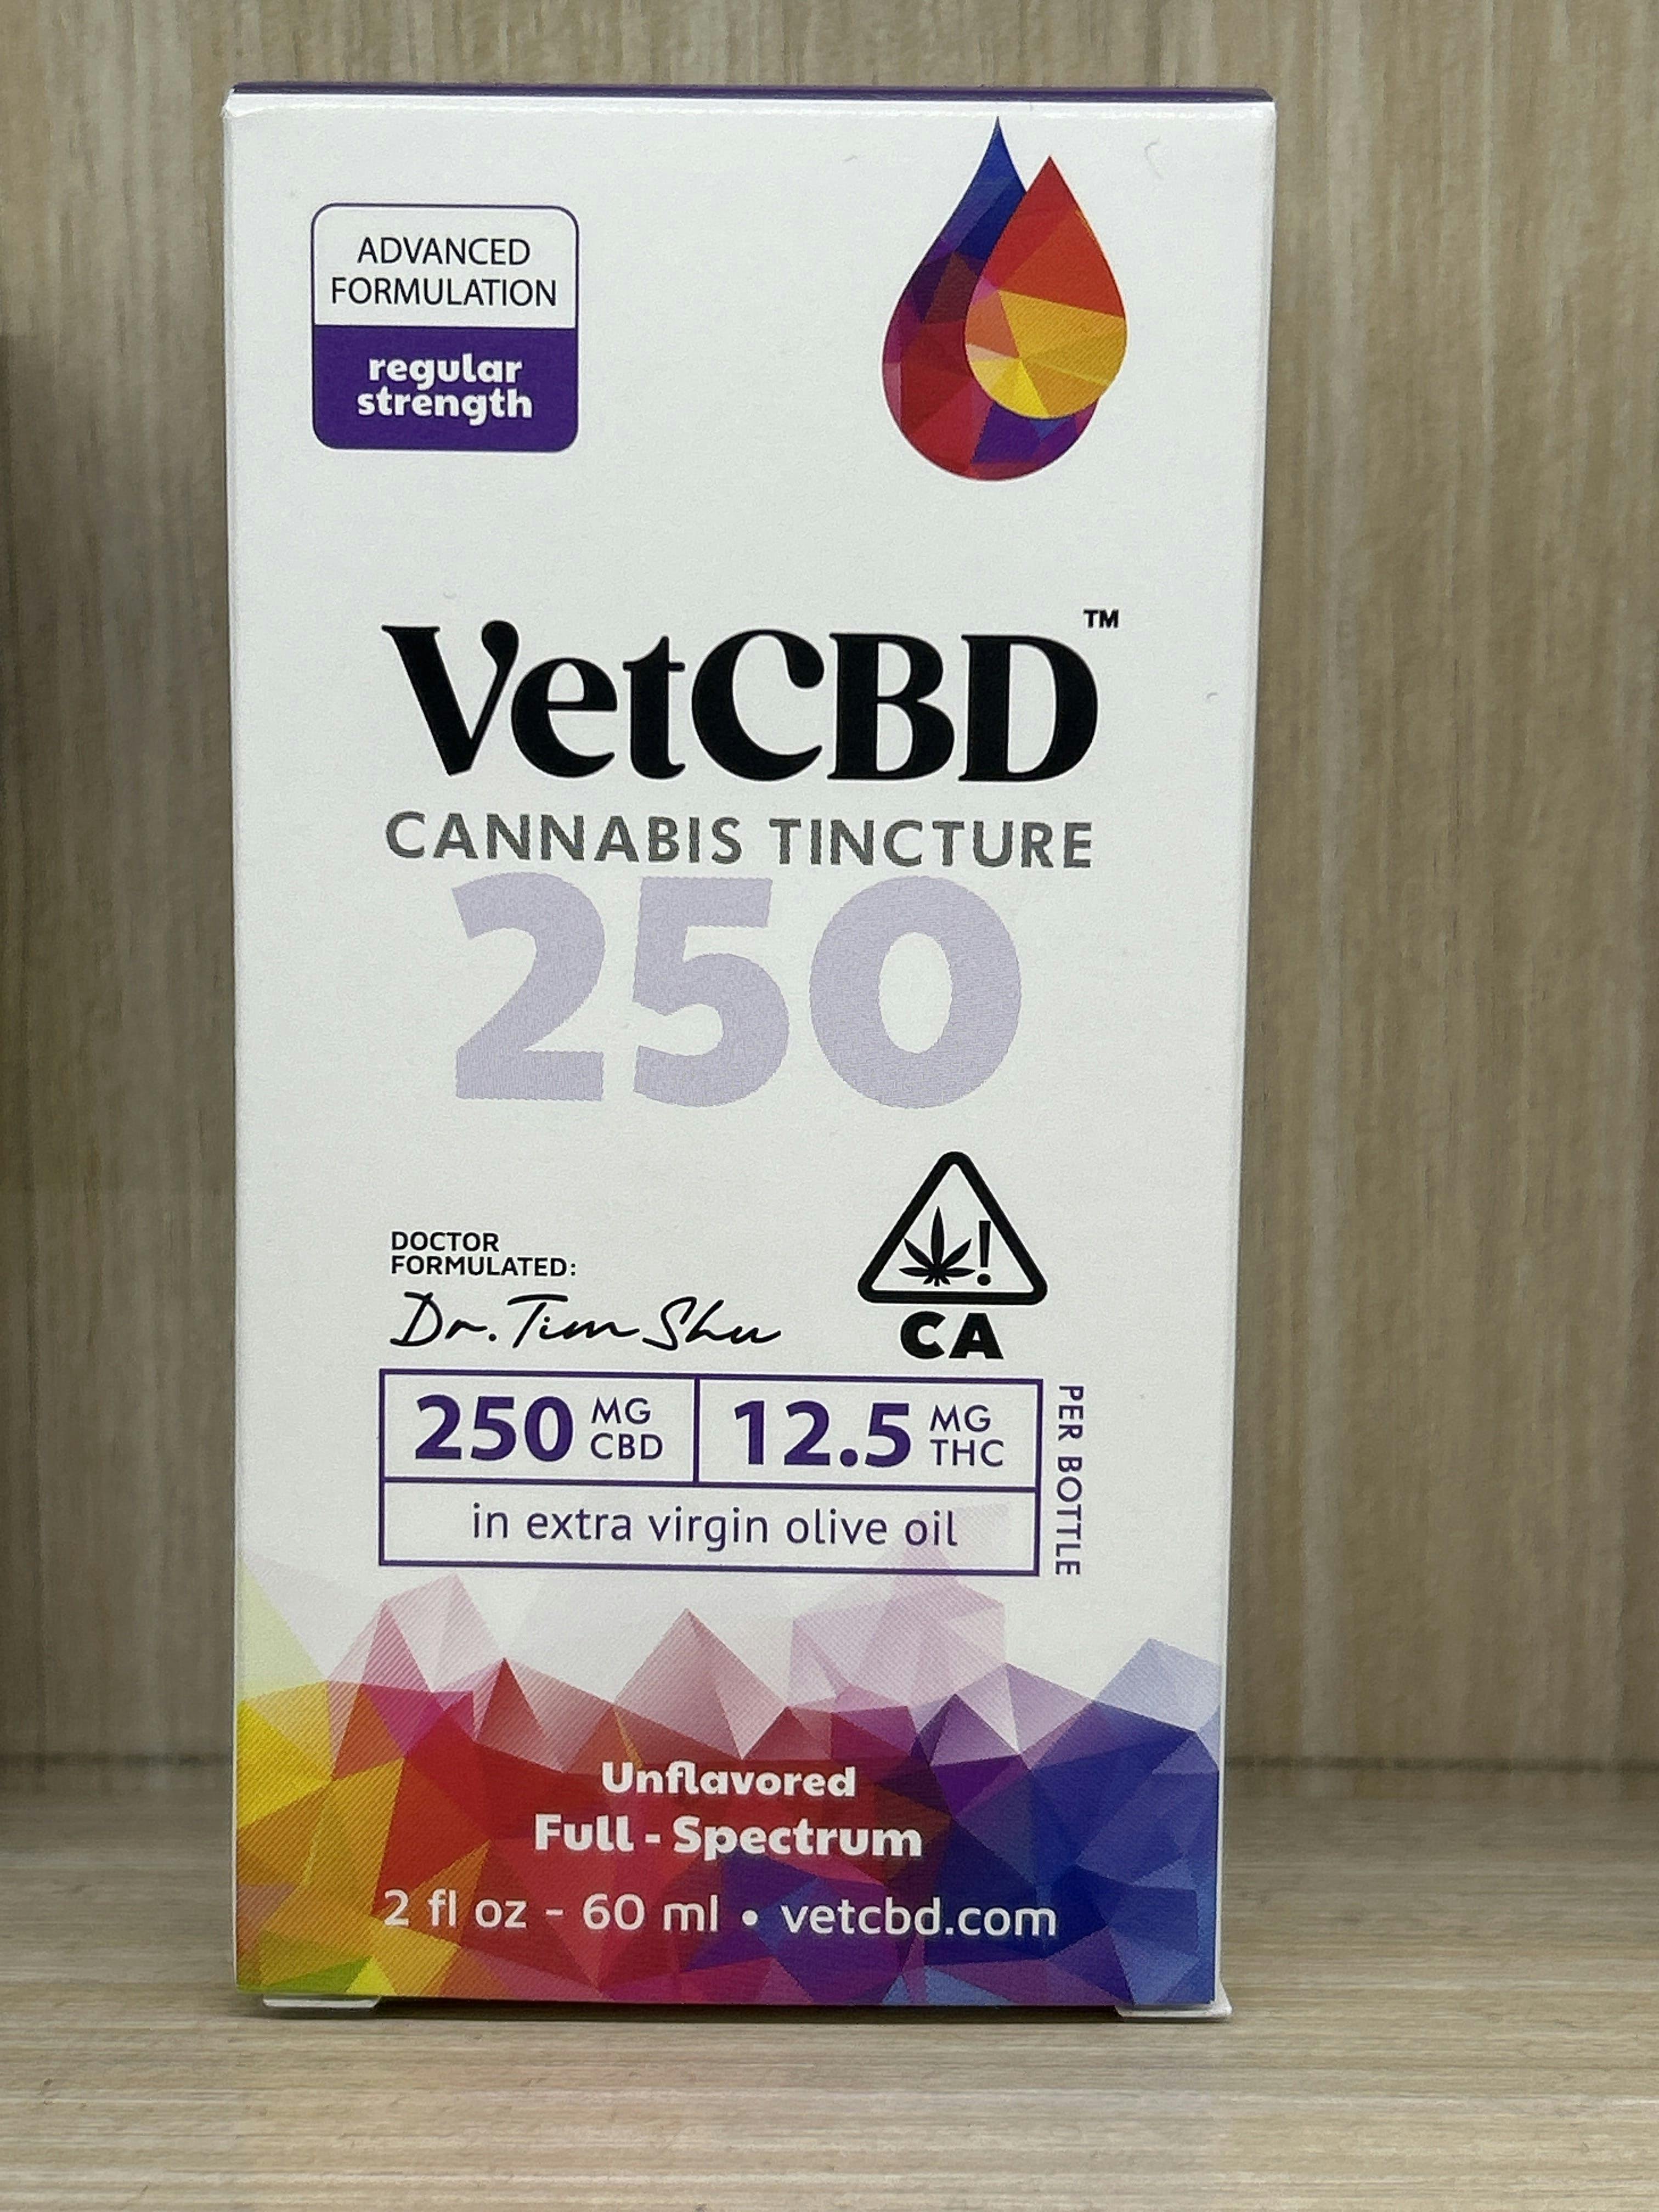 ADVANCED
FORMULATION
regular
strength
VetCBD™
CANNABIS TINCTURE
250
DOCTOR
FORMULATED:
Dr. Tim Shu
!
CA
250 MG CBD
12.5 MG THC
PER BOTTLE
in extra virgin olive oil
Unflavored
Full - Spectrum
2 fl oz - 60 ml • vetcbd.com